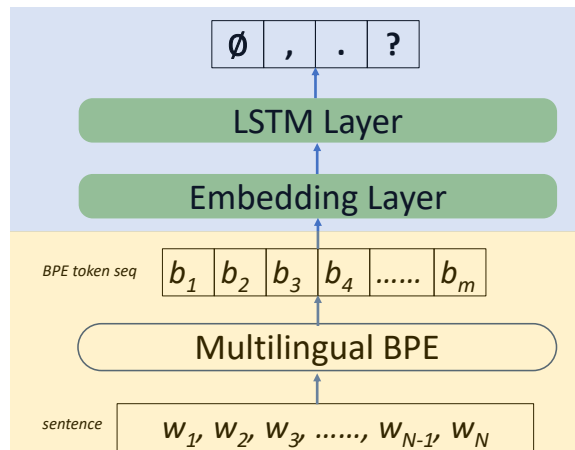 ∅ , . ?
LSTM Layer
Embedding Layer
BPE token seq b1 b2 b3 b4 ...... bm
Multilingual BPE
sentence w1, w2, w3, ......, wN-1, wN